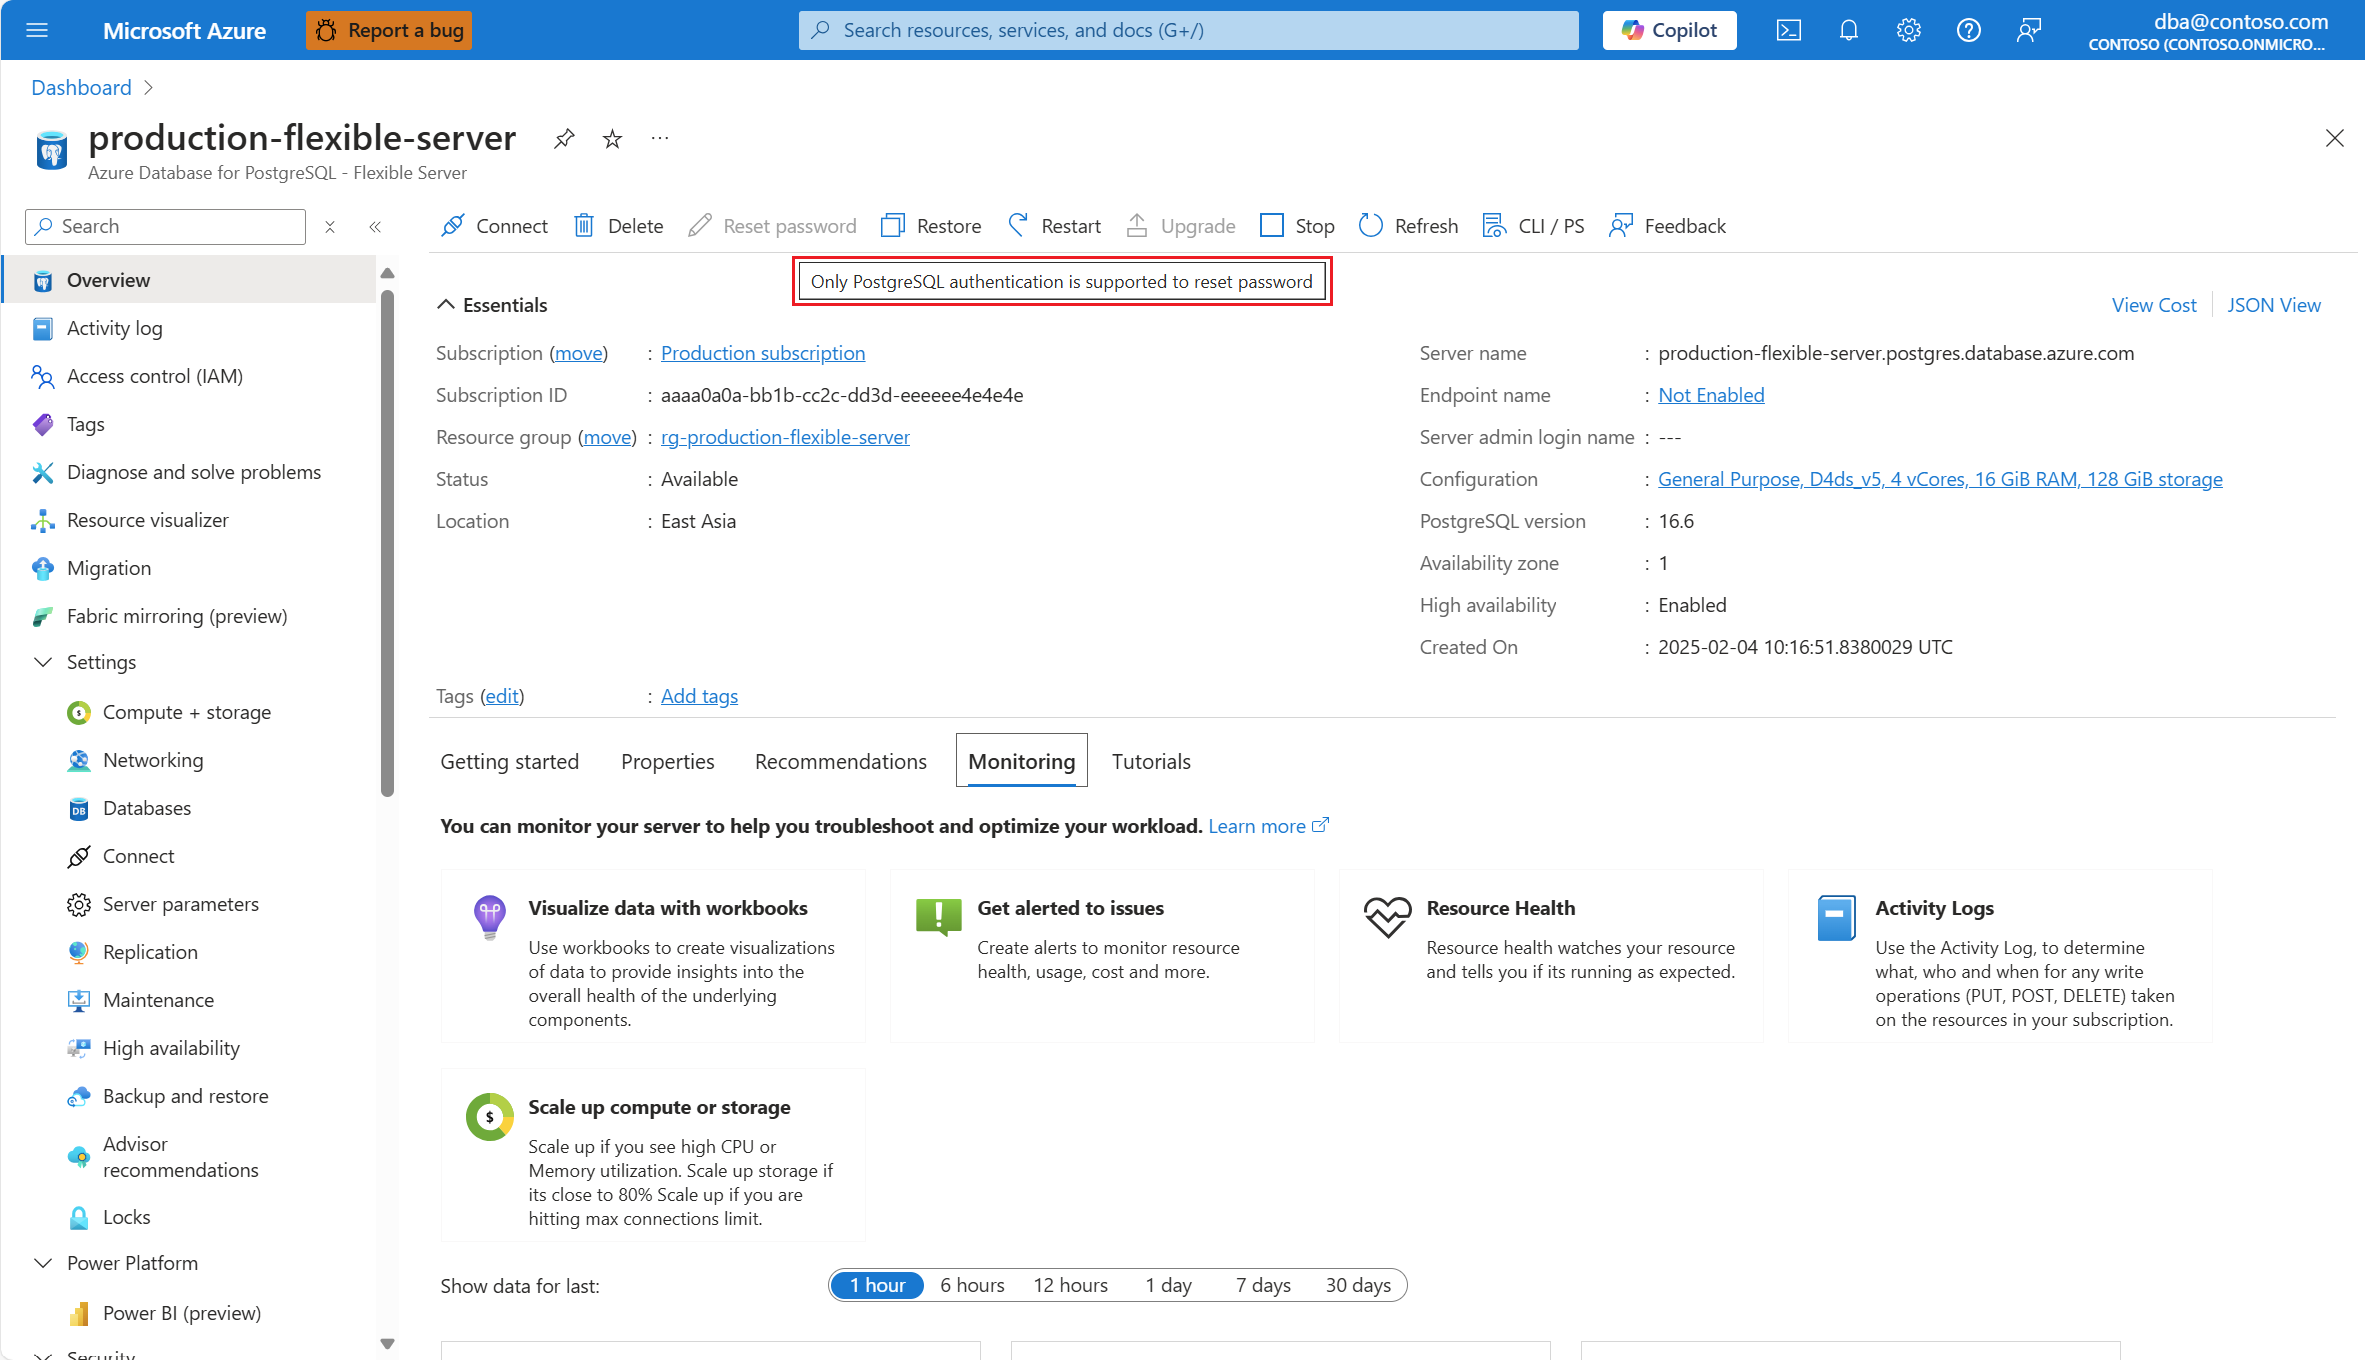 Microsoft Azure
Report a bug
Search resources, services, and docs (G+/)
Copilot
dba@contoso.com
CONTOSO (CONTOSO.ONMICRO...
Dashboard
production-flexible-server
Azure Database for PostgreSQL - Flexible Server
Search
Connect
Delete
Reset password
Restore
Restart
Upgrade
Stop
Refresh
CLI / PS
Feedback
Only PostgreSQL authentication is supported to reset password
Overview
Activity log
Access control (IAM)
Tags
Diagnose and solve problems
Resource visualizer
Migration
Fabric mirroring (preview)
Settings
Compute + storage
Networking
Databases
Connect
Server parameters
Replication
Maintenance
High availability
Backup and restore
Advisor
recommendations
Locks
Power Platform
Power BI (preview)
Security
Essentials
View Cost
JSON View
Subscription (move) : Production subscription
Subscription ID : aaaa0a0a-bb1b-cc2c-dd3d-eeeeee4e4e4e
Resource group (move) : rg-production-flexible-server
Status : Available
Location : East Asia
Server name : production-flexible-server.postgres.database.azure.com
Endpoint name : Not Enabled
Server admin login name : ---
Configuration : General Purpose, D4ds_v5, 4 vCores, 16 GiB RAM, 128 GiB storage
PostgreSQL version : 16.6
Availability zone : 1
High availability : Enabled
Created On : 2025-02-04 10:16:51.8380029 UTC
Tags (edit) : Add tags
Getting started
Properties
Recommendations
Monitoring
Tutorials
You can monitor your server to help you troubleshoot and optimize your workload. Learn more
Visualize data with workbooks
Use workbooks to create visualizations
of data to provide insights into the
overall health of the underlying
components.
Get alerted to issues
Create alerts to monitor resource
health, usage, cost and more.
Resource Health
Resource health watches your resource
and tells you if its running as expected.
Activity Logs
Use the Activity Log, to determine
what, who and when for any write
operations (PUT, POST, DELETE) taken
on the resources in your subscription.
Scale up compute or storage
Scale up if you see high CPU or
Memory utilization. Scale up storage if
its close to 80% Scale up if you are
hitting max connections limit.
Show data for last:
1 hour
6 hours
12 hours
1 day
7 days
30 days